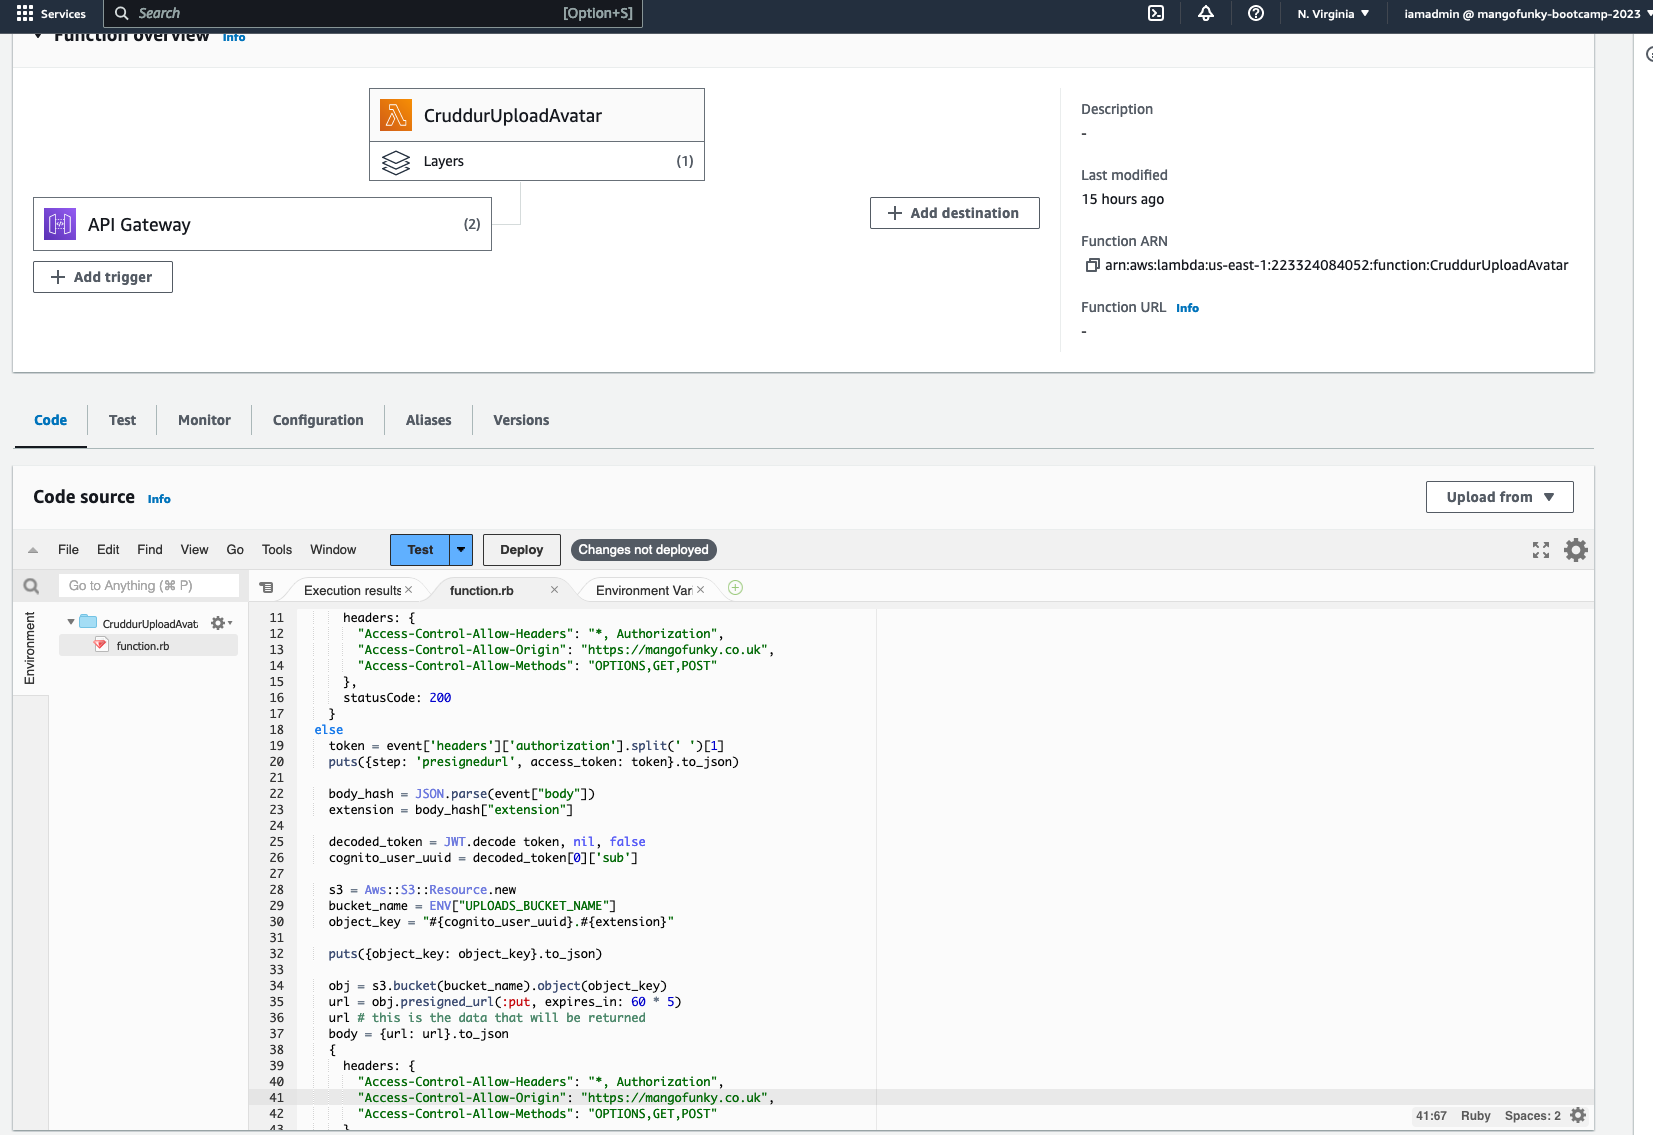 Services
Search
[Option+S]
N. Virginia
iamadmin @ mangofunky-bootcamp-2023
Function overview
Info
CruddurUploadAvatar
Layers
(1)
API Gateway
(2)
Add trigger
Add destination
Description
-
Last modified
15 hours ago
Function ARN
arn:aws:lambda:us-east-1:223324084052:function:CruddurUploadAvatar
Function URL Info
-
Code
Test
Monitor
Configuration
Aliases
Versions
Code source Info
Upload from
File
Edit
Find
View
Go
Tools
Window
Test
Deploy
Changes not deployed
Go to Anything (⌘ P)
Execution results
function.rb
Environment Vari
Environment
CruddurUploadAvata
function.rb
11 headers: {
12 "Access-Control-Allow-Headers": "*, Authorization",
13 "Access-Control-Allow-Origin": "https://mangofunky.co.uk",
14 "Access-Control-Allow-Methods": "OPTIONS,GET,POST"
15 },
16 statusCode: 200
17 }
18 else
19 token = event['headers']['authorization'].split(' ')[1]
20 puts({step: 'presignedurl', access_token: token}.to_json)
21
22 body_hash = JSON.parse(event["body"])
23 extension = body_hash["extension"]
24
25 decoded_token = JWT.decode token, nil, false
26 cognito_user_uuid = decoded_token[0]['sub']
27
28 s3 = Aws::S3::Resource.new
29 bucket_name = ENV["UPLOADS_BUCKET_NAME"]
30 object_key = "#{cognito_user_uuid}.#{extension}"
31
32 puts({object_key: object_key}.to_json)
33
34 obj = s3.bucket(bucket_name).object(object_key)
35 url = obj.presigned_url(:put, expires_in: 60 * 5)
36 url # this is the data that will be returned
37 body = {url: url}.to_json
38 {
39 headers: {
40 "Access-Control-Allow-Headers": "*, Authorization",
41 "Access-Control-Allow-Origin": "https://mangofunky.co.uk",
42 "Access-Control-Allow-Methods": "OPTIONS,GET,POST"
43 }
41:67 Ruby Spaces: 2